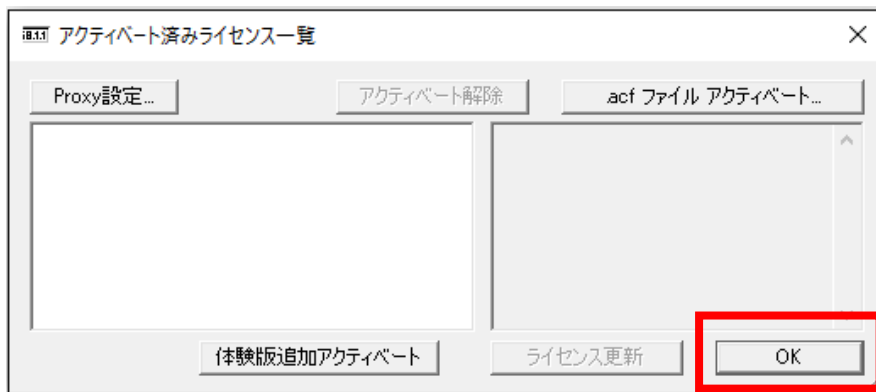 アクティベート済みライセンス一覧
Proxy設定...
アクティベート解除
.acf ファイル アクティベート...
体験版追加アクティベート
ライセンス更新
OK